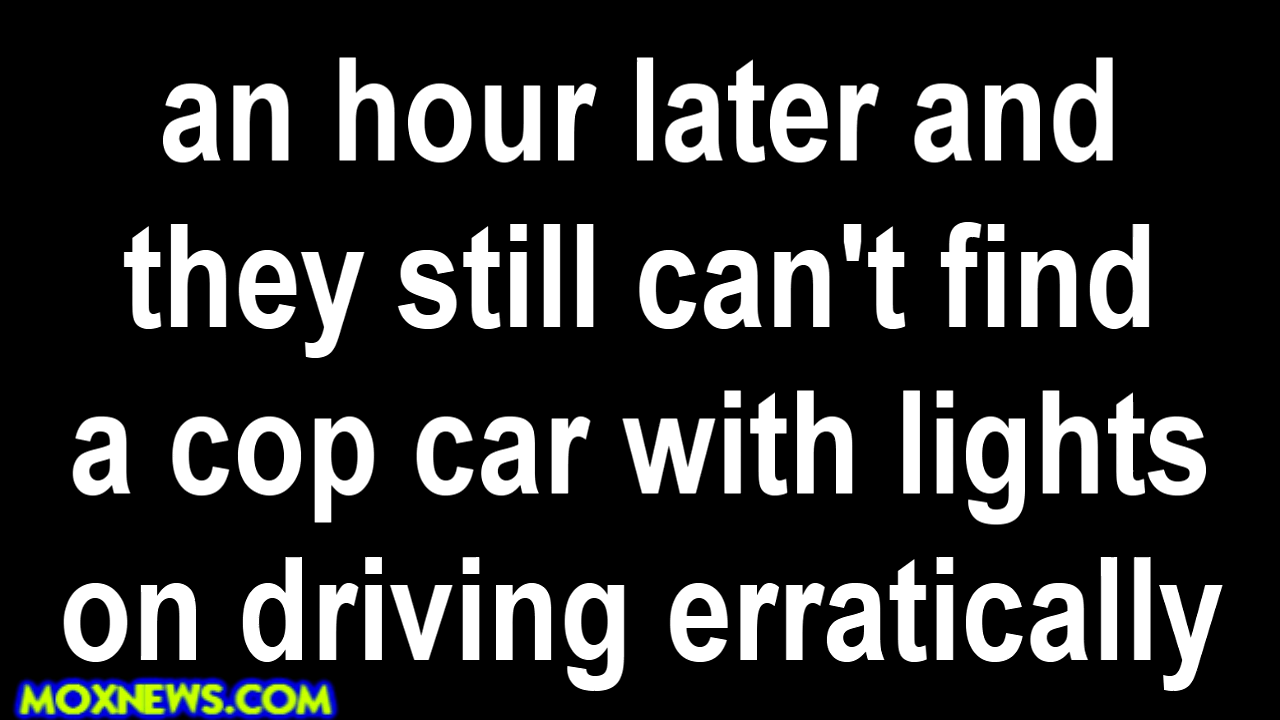 an hour later and
they still can't find
a cop car with lights
on driving erratically
MOXNEWS.COM